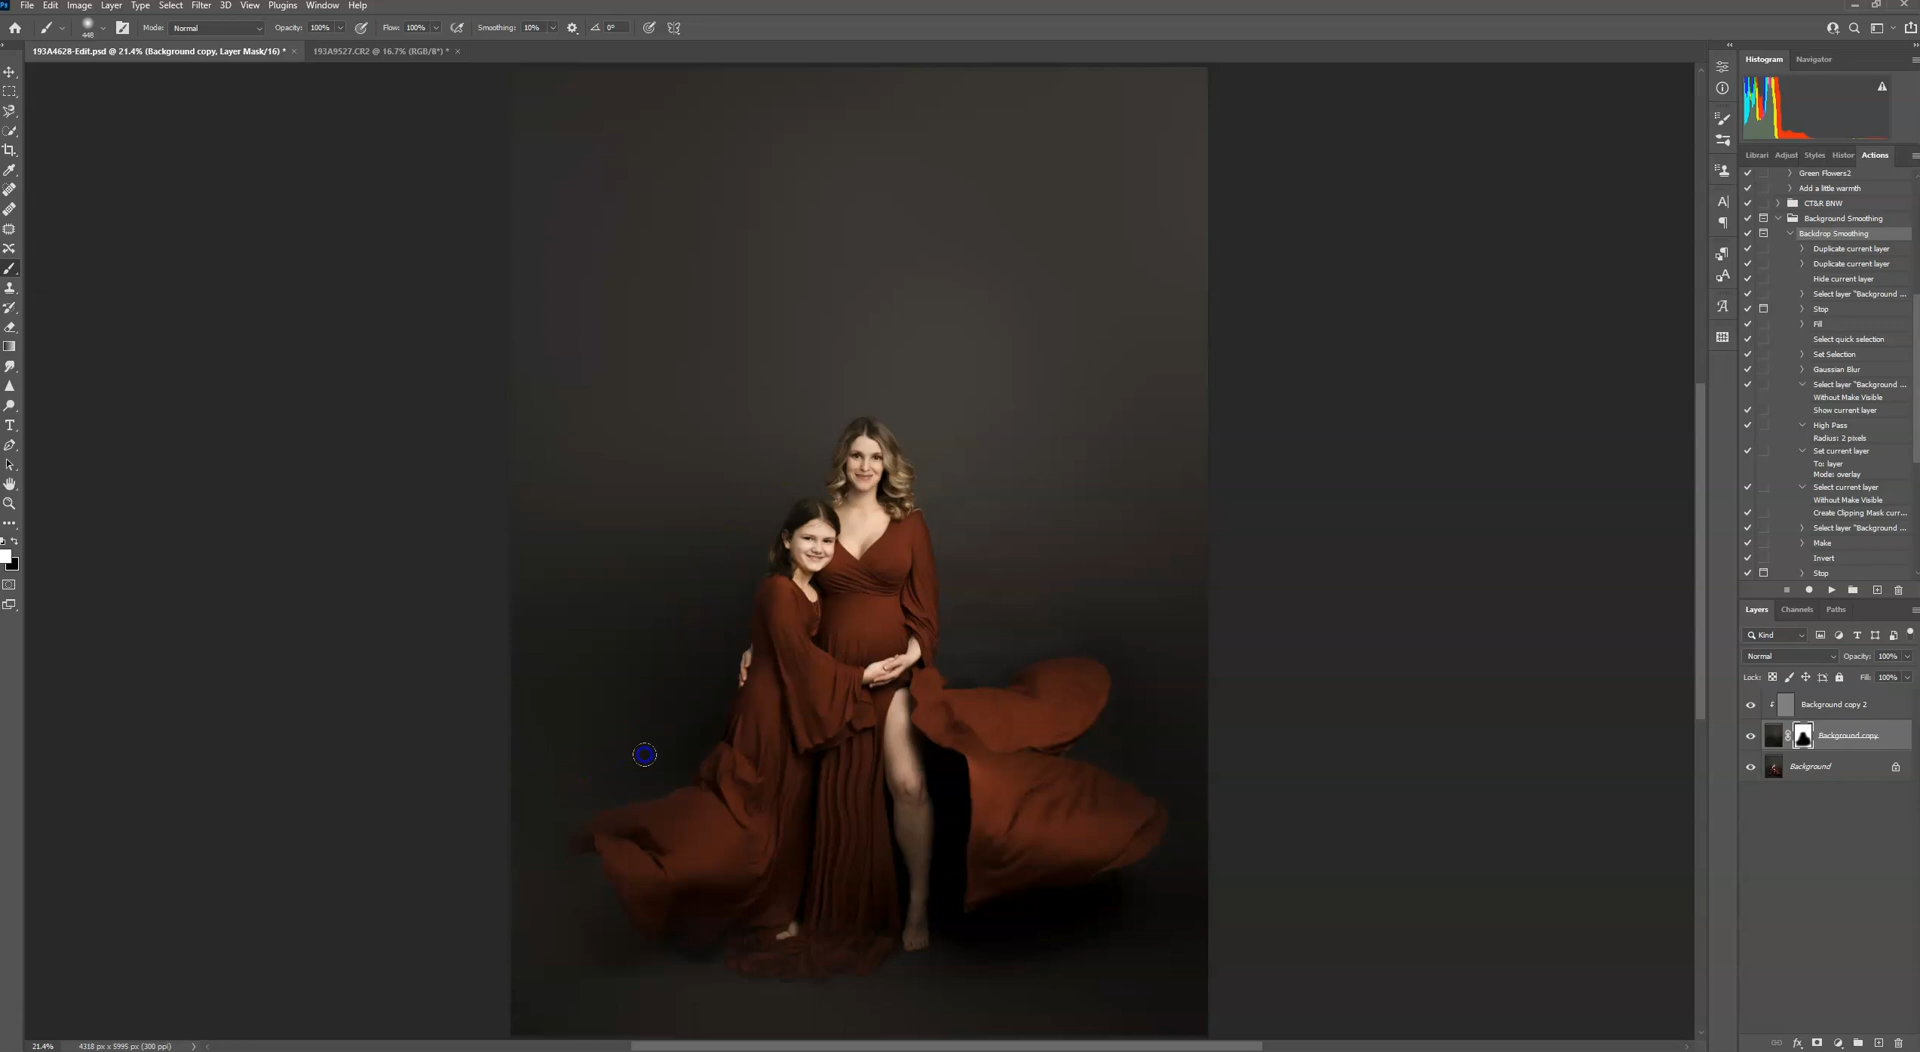 Ps File Edit Image Layer Type Select Filter 3D View Plugins Window Help
448 Mode: Normal Opacity: 100% Flow: 100% Smoothing: 10% 0°
193A4628-Edit.psd @ 21.4% (Background copy, Layer Mask/16) * × 193A9527.CR2 @ 16.7% (RGB/8*) * ×
Histogram Navigator
Librari Adjust Styles Histor Actions
Green Flowers2
Add a little warmth
CT&R BNW
Background Smoothing
Backdrop Smoothing
Duplicate current layer
Duplicate current layer
Hide current layer
Select layer "Background ...
Stop
Fill
Select quick selection
Set Selection
Gaussian Blur
Select layer "Background ...
Without Make Visible
Show current layer
High Pass
Radius: 2 pixels
Set current layer
To: layer
Mode: overlay
Select current layer
Without Make Visible
Create Clipping Mask curr...
Select layer "Background ...
Make
Invert
Stop
Layers Channels Paths
Kind
Normal Opacity: 100%
Lock: Fill: 100%
Background copy 2
Background copy
Background
fx
21.4% 4318 px x 5995 px (300 ppi)